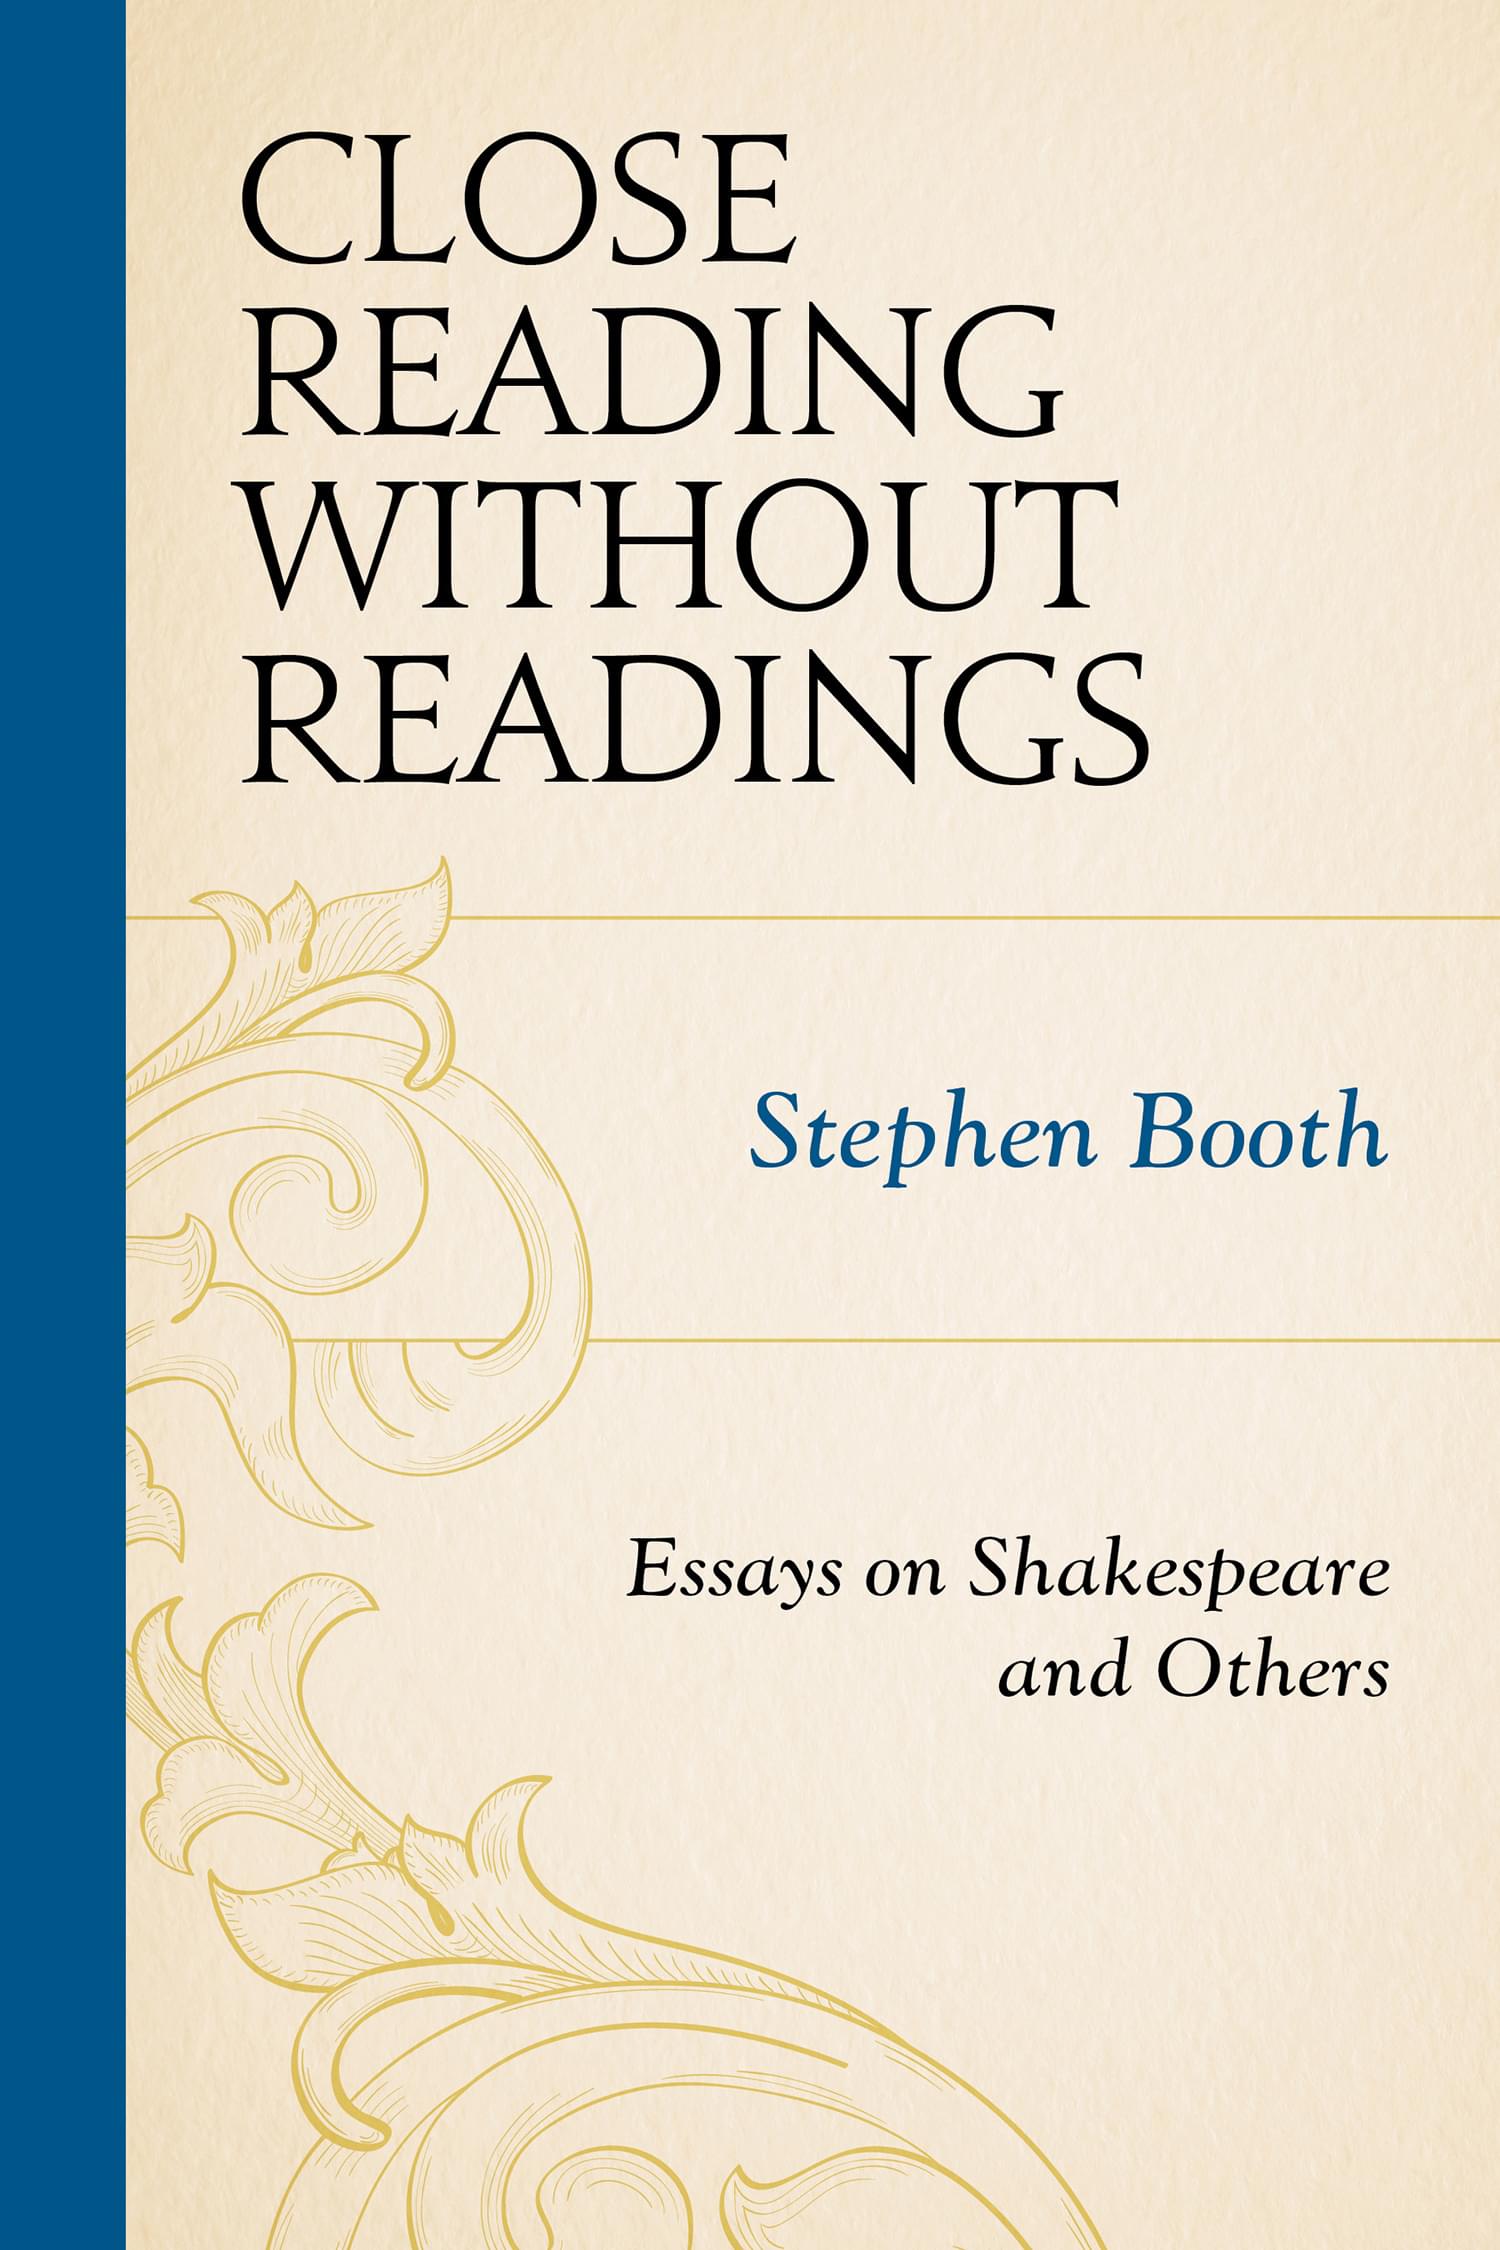 CLOSE
READING
WITHOUT
READINGS
Stephen Booth
Essays on Shakespeare
and Others